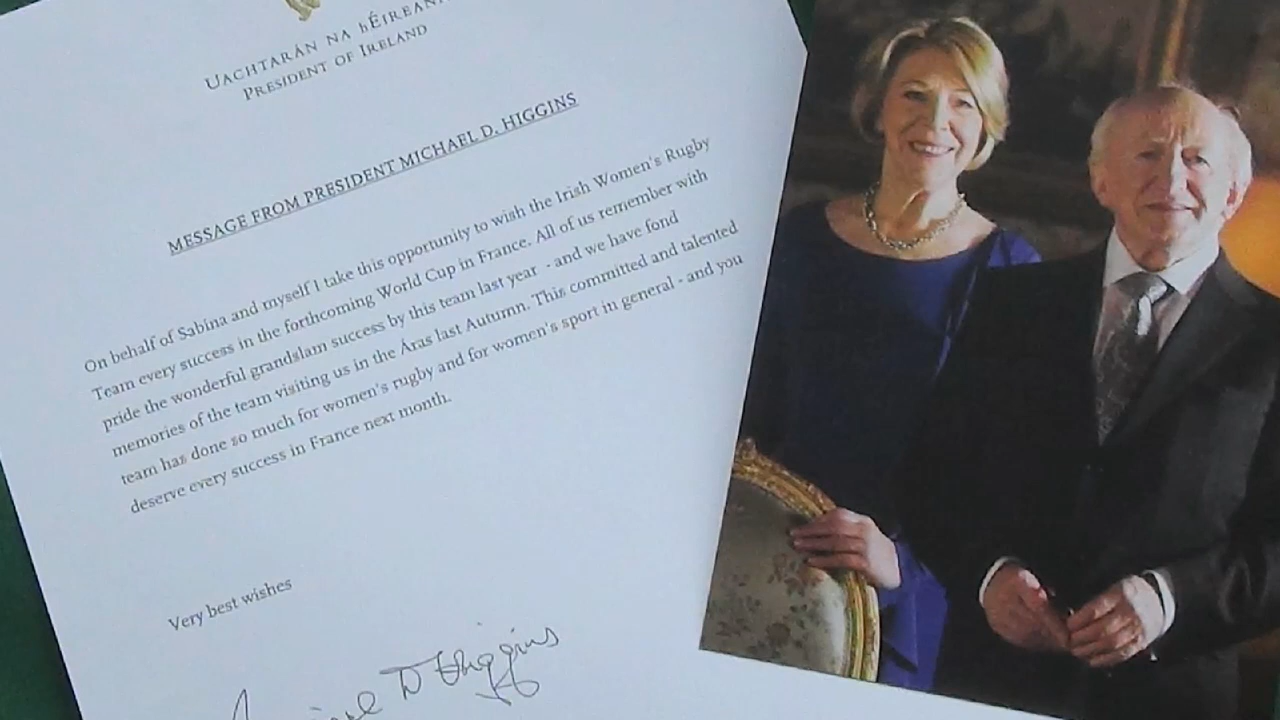 UACHTARÁN NA HÉIREANN
PRESIDENT OF IRELAND
MESSAGE FROM PRESIDENT MICHAEL D. HIGGINS
On behalf of Sabina and myself I take this opportunity to wish the Irish Women's Rugby
Team every success in the forthcoming World Cup in France. All of us remember with
pride the wonderful grandslam success by this team last year - and we have fond
memories of the team visiting us in the Áras last Autumn. This committed and talented
team has done so much for women's rugby and for women's sport in general - and you
deserve every success in France next month.
Very best wishes
Michael D Higgins